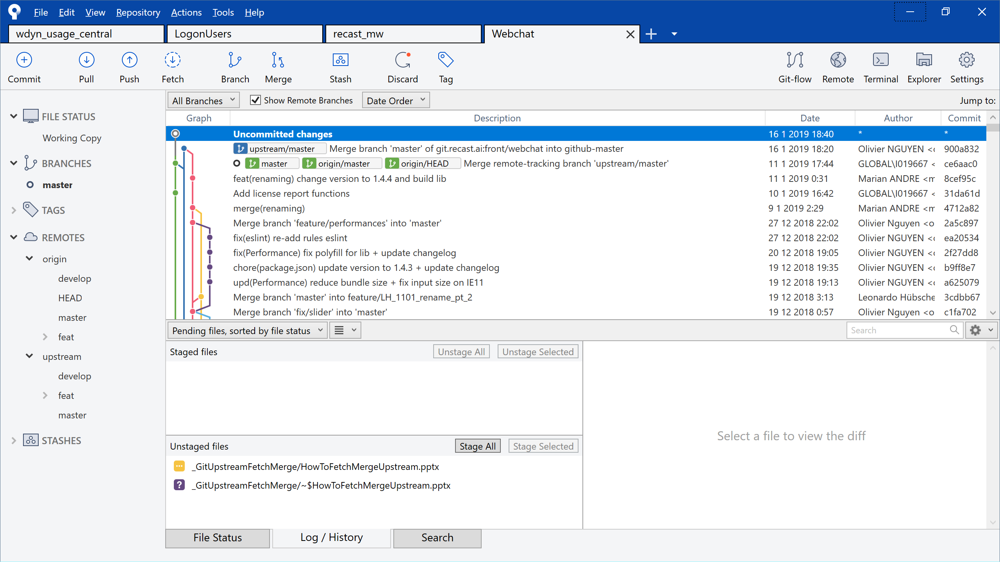 File Edit View Repository Actions Tools Help
wdyn_usage_central LogonUsers recast_mw Webchat
Commit Pull Push Fetch Branch Merge Stash Discard Tag Git-flow Remote Terminal Explorer Settings
All Branches Show Remote Branches Date Order Jump to:
FILE STATUS
Working Copy
BRANCHES
master
TAGS
REMOTES
origin
develop
HEAD
master
feat
upstream
develop
feat
master
STASHES
Graph Description Date Author Commit
Uncommitted changes 16 1 2019 18:40 * *
upstream/master Merge branch 'master' of git.recast.ai:front/webchat into github-master 16 1 2019 18:20 Olivier NGUYEN < 900a832
master origin/master origin/HEAD Merge remote-tracking branch 'upstream/master' 11 1 2019 17:44 GLOBAL\I019667 < ce6aac0
feat(renaming) change version to 1.4.4 and build lib 11 1 2019 0:31 Marian ANDRE <m 8cef95c
Add license report functions 10 1 2019 16:42 GLOBAL\I019667 < 31da61d
merge(renaming) 9 1 2019 2:29 Marian ANDRE <m 4712a82
Merge branch 'feature/performances' into 'master' 27 12 2018 22:02 Olivier Nguyen <o 2a5c897
fix(eslint) re-add rules eslint 27 12 2018 22:02 Olivier NGUYEN < ea20534
fix(Performance) fix polyfill for lib + update changelog 20 12 2018 19:05 Olivier NGUYEN < 2f27dd8
chore(package.json) update version to 1.4.3 + update changelog 19 12 2018 19:35 Olivier NGUYEN < b9ff8e7
upd(Performance) reduce bundle size + fix input size on IE11 19 12 2018 19:13 Olivier NGUYEN < a625079
Merge branch 'master' into feature/LH_1101_rename_pt_2 19 12 2018 3:13 Leonardo Hübsche 3cdbb67
Merge branch 'fix/slider' into 'master' 19 12 2018 0:57 Olivier Nguyen <o c1fa702
Pending files, sorted by file status Search
Staged files Unstage All Unstage Selected
Select a file to view the diff
Unstaged files Stage All Stage Selected
_GitUpstreamFetchMerge/HowToFetchMergeUpstream.pptx
_GitUpstreamFetchMerge/~$HowToFetchMergeUpstream.pptx
File Status Log / History Search